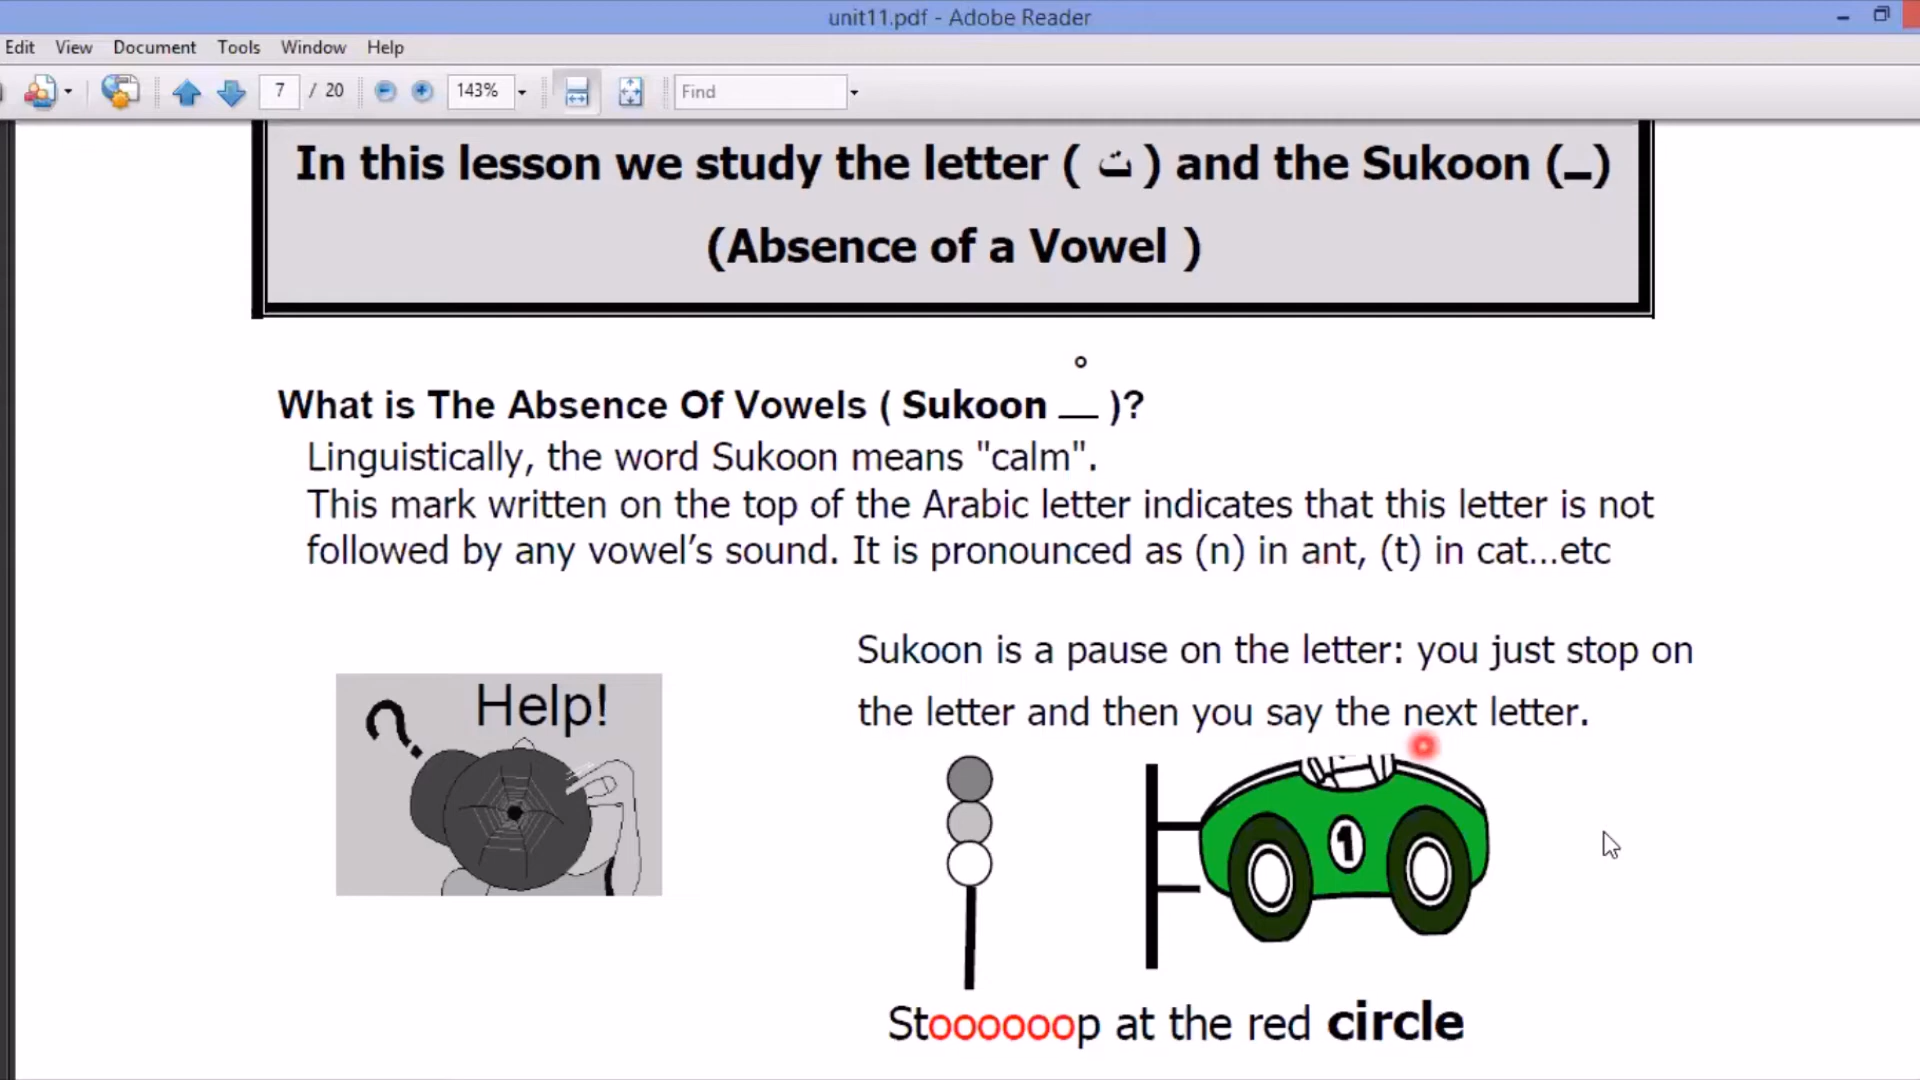 unit11.pdf - Adobe Reader
Edit View Document Tools Window Help
7 / 20 143% Find
In this lesson we study the letter ( ت ) and the Sukoon (ـ)
(Absence of a Vowel )
What is The Absence Of Vowels ( Sukoon ـْ )?
Linguistically, the word Sukoon means "calm".
This mark written on the top of the Arabic letter indicates that this letter is not
followed by any vowel’s sound. It is pronounced as (n) in ant, (t) in cat...etc
Sukoon is a pause on the letter: you just stop on
the letter and then you say the next letter.
? Help!
1
Stoooooop at the red circle